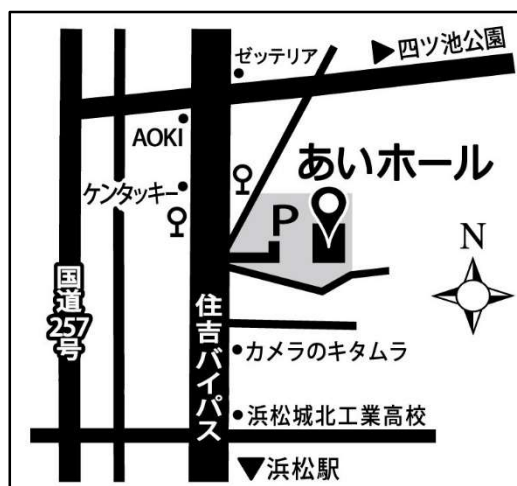 ゼッテリア
▶四ツ池公園
AOKI
あいホール
ケンタッキー
P
N
国道257号
住吉バイパス
カメラのキタムラ
浜松城北工業高校
▼浜松駅